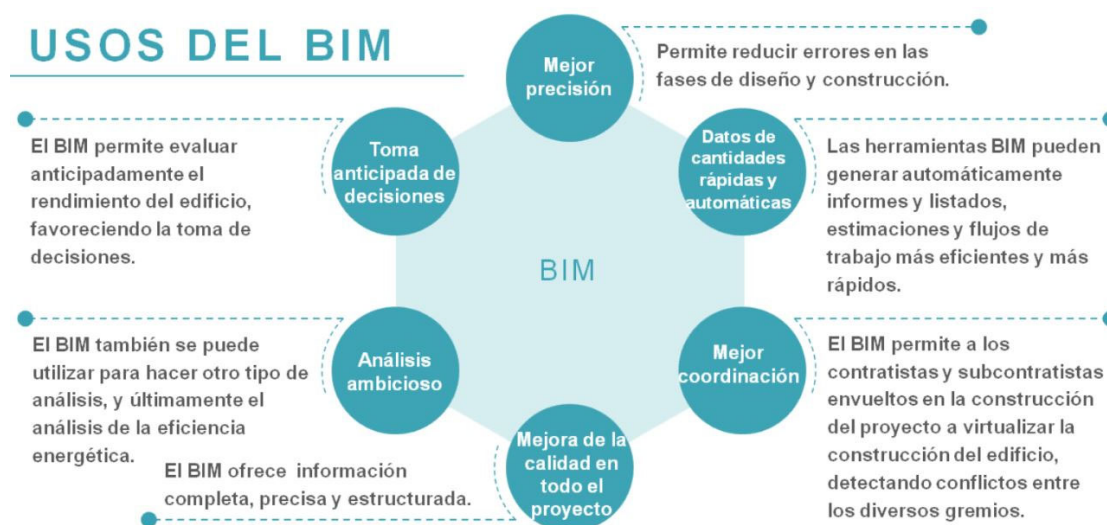 USOS DEL BIM
Mejor
precisión
Permite reducir errores en las
fases de diseño y construcción.
Datos de
cantidades
rápidas y
automáticas
Las herramientas BIM pueden
generar automáticamente
informes y listados,
estimaciones y flujos de
trabajo más eficientes y más
rápidos.
Mejor
coordinación
El BIM permite a los
contratistas y subcontratistas
envueltos en la construcción
del proyecto a virtualizar la
construcción del edificio,
detectando conflictos entre
los diversos gremios.
Mejora de la
calidad en
todo el
proyecto
El BIM ofrece información
completa, precisa y estructurada.
Análisis
ambicioso
El BIM también se puede
utilizar para hacer otro tipo de
análisis, y últimamente el
análisis de la eficiencia
energética.
Toma
anticipada de
decisiones
El BIM permite evaluar
anticipadamente el
rendimiento del edificio,
favoreciendo la toma de
decisiones.
BIM